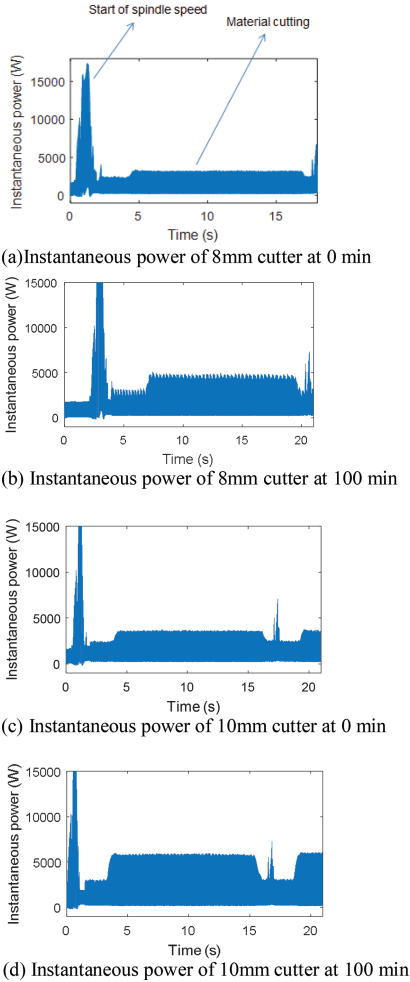 Start of spindle speed
Material cutting
Instantaneous power (W)
15000
10000
5000
0
0 5 10 15
Time (s)
(a)Instantaneous power of 8mm cutter at 0 min
Instantaneous power (W)
15000
10000
5000
0
0 5 10 15 20
Time (s)
(b) Instantaneous power of 8mm cutter at 100 min
Instantaneous power (W)
15000
10000
5000
0
0 5 10 15 20
Time (s)
(c) Instantaneous power of 10mm cutter at 0 min
Instantaneous power (W)
15000
10000
5000
0
0 5 10 15 20
Time (s)
(d) Instantaneous power of 10mm cutter at 100 min